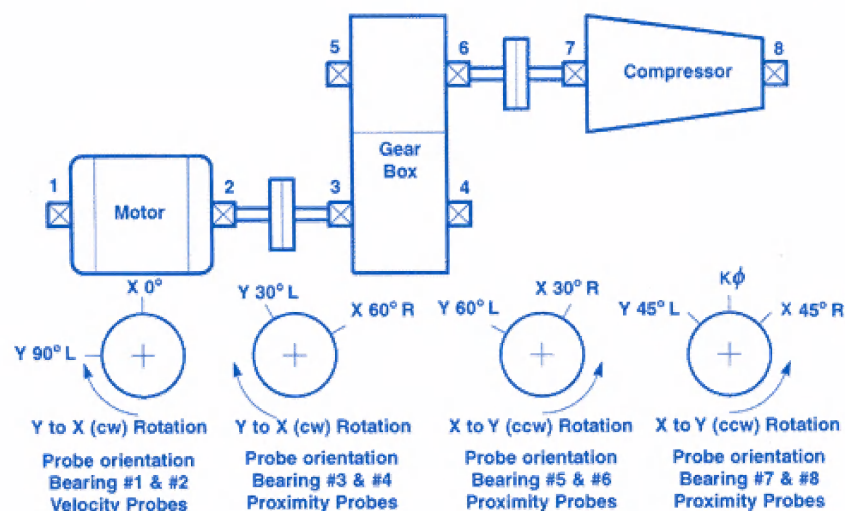 5
6
7
8
Compressor
Gear
Box
1
2
3
4
Motor
X 0°
Y 90° L
Y to X (cw) Rotation
Probe orientation
Bearing #1 & #2
Velocity Probes
Y 30° L
X 60° R
Y to X (cw) Rotation
Probe orientation
Bearing #3 & #4
Proximity Probes
Y 60° L
X 30° R
X to Y (ccw) Rotation
Probe orientation
Bearing #5 & #6
Proximity Probes
Kϕ
Y 45° L
X 45° R
X to Y (ccw) Rotation
Probe orientation
Bearing #7 & #8
Proximity Probes